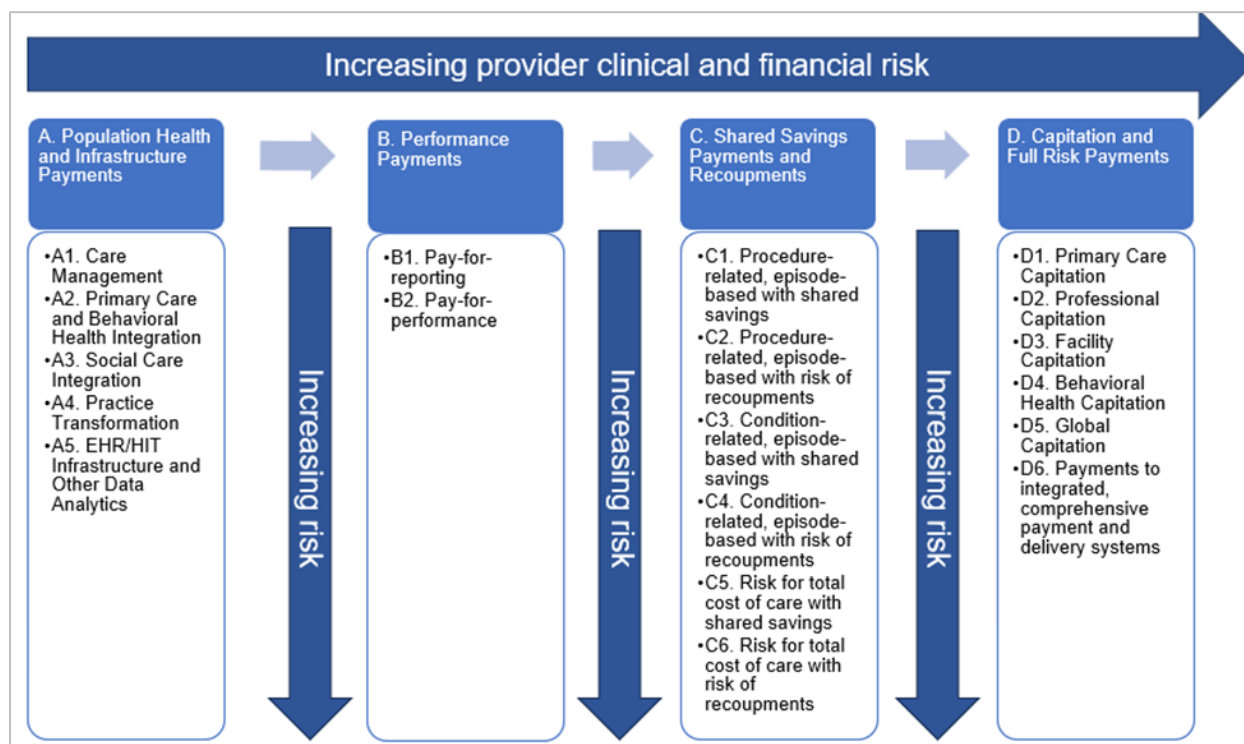 Increasing provider clinical and financial risk
A. Population Health
and Infrastructure
Payments
B. Performance
Payments
C. Shared Savings
Payments and
Recoupments
D. Capitation and
Full Risk Payments
•A1. Care
Management
•A2. Primary Care
and Behavioral
Health Integration
•A3. Social Care
Integration
•A4. Practice
Transformation
•A5. EHR/HIT
Infrastructure and
Other Data
Analytics
Increasing risk
•B1. Pay-for-
reporting
•B2. Pay-for-
performance
Increasing risk
•C1. Procedure-
related, episode-
based with shared
savings
•C2. Procedure-
related, episode-
based with risk of
recoupments
•C3. Condition-
related, episode-
based with shared
savings
•C4. Condition-
related, episode-
based with risk of
recoupments
•C5. Risk for total
cost of care with
shared savings
•C6. Risk for total
cost of care with
risk of
recoupments
Increasing risk
•D1. Primary Care
Capitation
•D2. Professional
Capitation
•D3. Facility
Capitation
•D4. Behavioral
Health Capitation
•D5. Global
Capitation
•D6. Payments to
integrated,
comprehensive
payment and
delivery systems